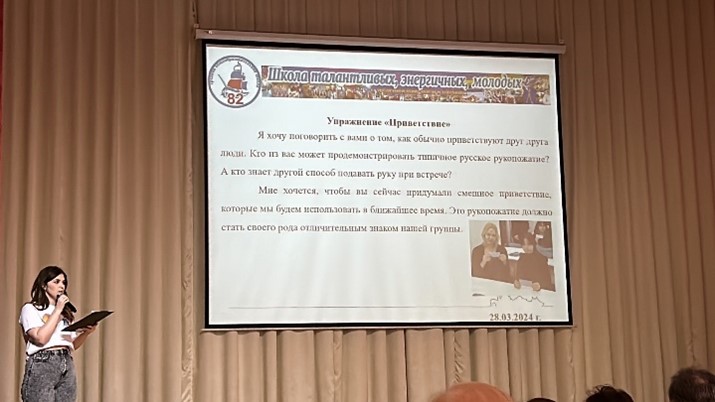 Школа талантливых, энергичных, молодых
82
Упражнение «Приветствие»
Я хочу поговорить с вами о том, как обычно приветствуют друг друга
люди. Кто из вас может продемонстрировать типичное русское рукопожатие?
А кто знает другой способ подавать руку при встрече?
Мне хочется, чтобы вы сейчас придумали смешное приветствие,
которые мы будем использовать в ближайшее время. Это рукопожатие должно
стать своего рода отличительным знаком нашей группы.
28.03.2024 г.